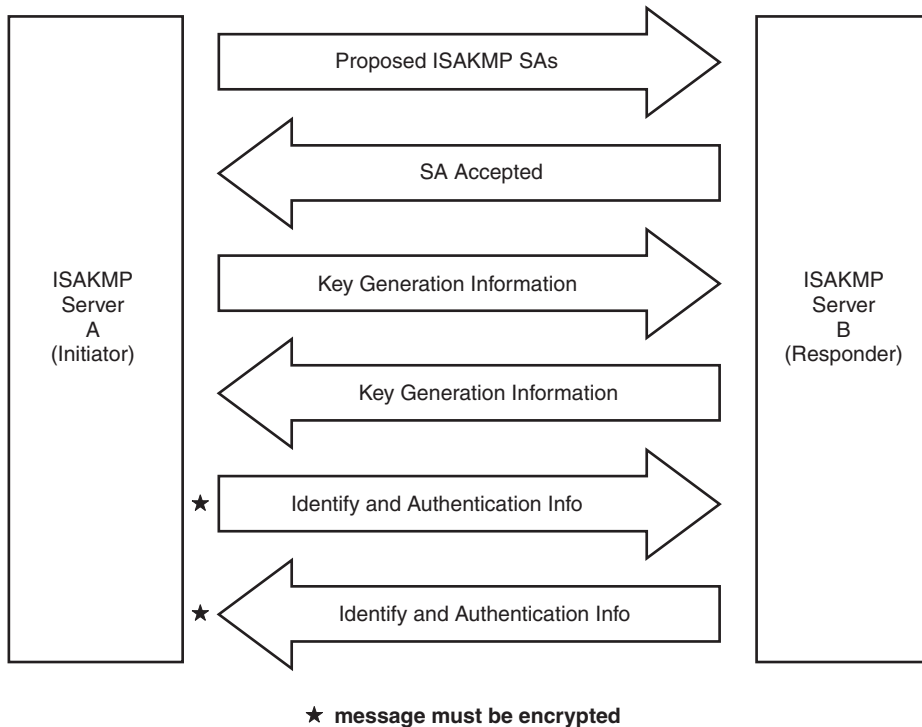 Proposed ISAKMP SAs
SA Accepted
ISAKMP
Server
A
(Initiator)
Key Generation Information
ISAKMP
Server
B
(Responder)
Key Generation Information
★ Identify and Authentication Info
★ Identify and Authentication Info
★ message must be encrypted